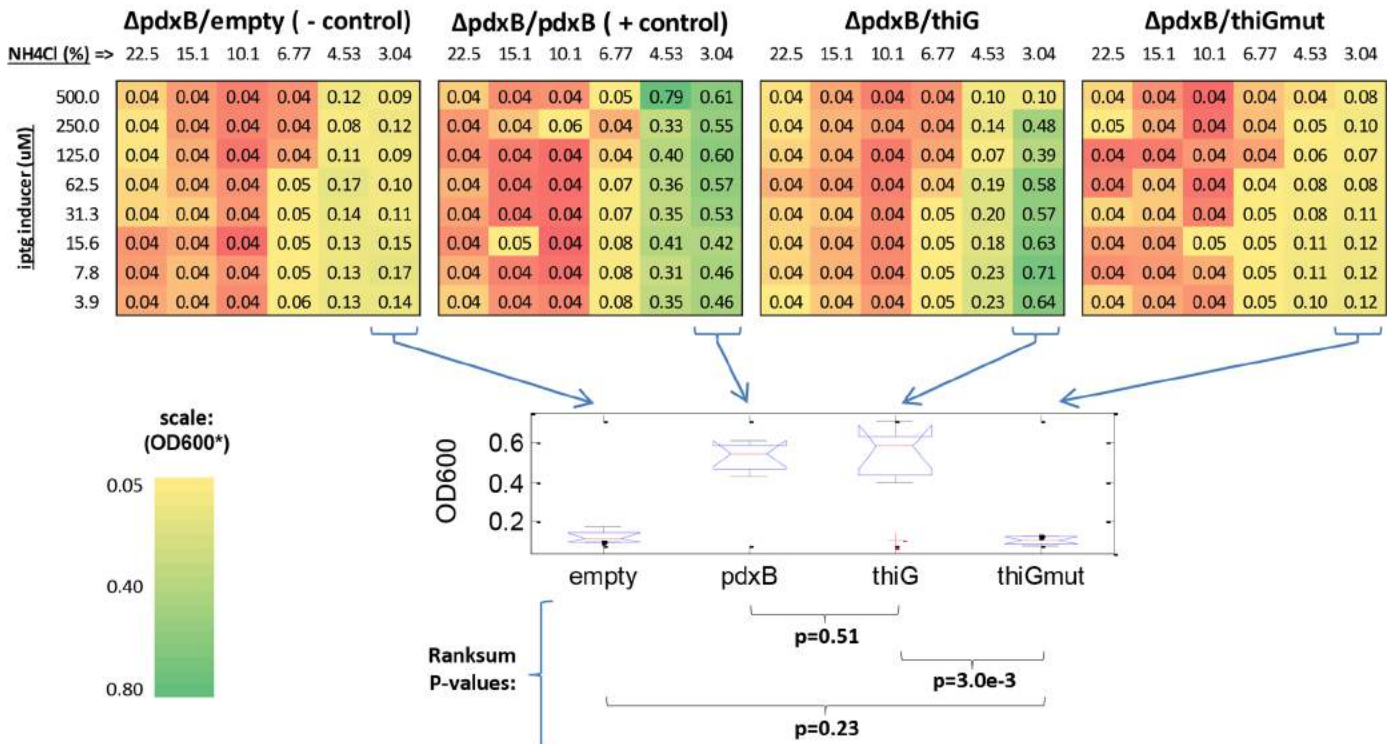 ΔpdxB/empty ( - control) ΔpdxB/pdxB ( + control) ΔpdxB/thiG ΔpdxB/thiGmut
NH4Cl (%) => 22.5 15.1 10.1 6.77 4.53 3.04 22.5 15.1 10.1 6.77 4.53 3.04 22.5 15.1 10.1 6.77 4.53 3.04 22.5 15.1 10.1 6.77 4.53 3.04
iptg inducer (uM)
500.0 0.04 0.04 0.04 0.04 0.12 0.09 0.04 0.04 0.04 0.05 0.79 0.61 0.04 0.04 0.04 0.04 0.10 0.10 0.04 0.04 0.04 0.04 0.04 0.08
250.0 0.04 0.04 0.04 0.04 0.08 0.12 0.04 0.04 0.06 0.04 0.33 0.55 0.04 0.04 0.04 0.04 0.14 0.48 0.05 0.04 0.04 0.04 0.05 0.10
125.0 0.04 0.04 0.04 0.04 0.11 0.09 0.04 0.04 0.04 0.04 0.40 0.60 0.04 0.04 0.04 0.04 0.07 0.39 0.04 0.04 0.04 0.04 0.06 0.07
62.5 0.04 0.04 0.04 0.05 0.17 0.10 0.04 0.04 0.04 0.07 0.36 0.57 0.04 0.04 0.04 0.04 0.19 0.58 0.04 0.04 0.04 0.04 0.08 0.08
31.3 0.04 0.04 0.04 0.05 0.14 0.11 0.04 0.04 0.04 0.07 0.35 0.53 0.04 0.04 0.04 0.05 0.20 0.57 0.04 0.04 0.04 0.05 0.08 0.11
15.6 0.04 0.04 0.04 0.05 0.13 0.15 0.04 0.05 0.04 0.08 0.41 0.42 0.04 0.04 0.04 0.05 0.18 0.63 0.04 0.04 0.05 0.05 0.11 0.12
7.8 0.04 0.04 0.04 0.05 0.13 0.17 0.04 0.04 0.04 0.08 0.31 0.46 0.04 0.04 0.04 0.05 0.23 0.71 0.04 0.04 0.04 0.05 0.11 0.12
3.9 0.04 0.04 0.04 0.06 0.13 0.14 0.04 0.04 0.04 0.08 0.35 0.46 0.04 0.04 0.04 0.05 0.23 0.64 0.04 0.04 0.04 0.05 0.10 0.12
scale:
(OD600*)
0.05
0.40
0.80
OD600
0.6
0.4
0.2
empty pdxB thiG thiGmut
Ranksum
P-values:
p=0.51
p=3.0e-3
p=0.23